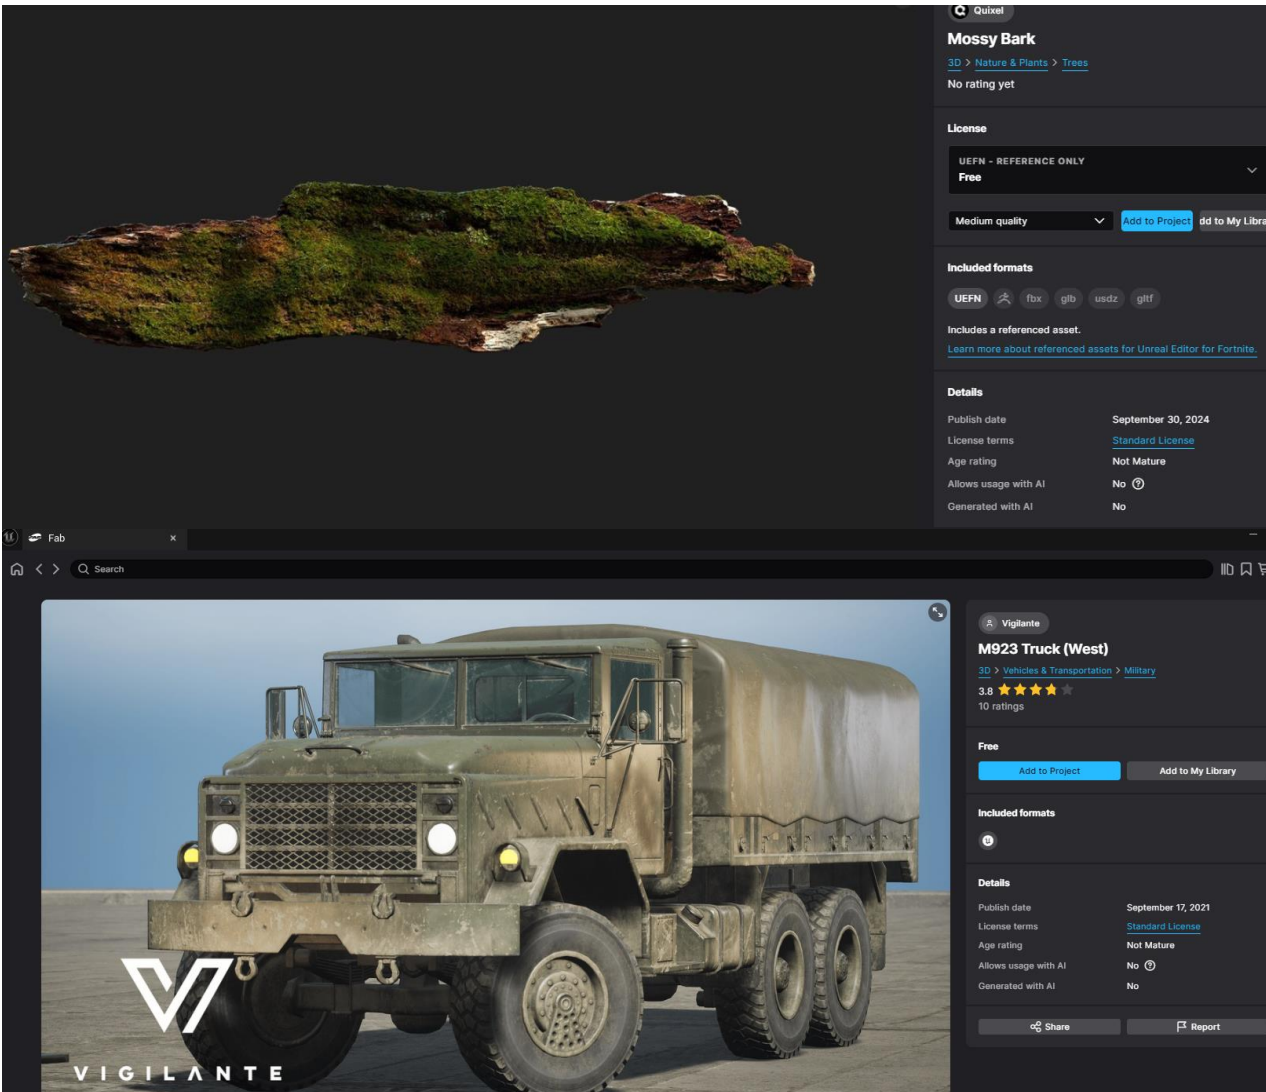 Quixel
Mossy Bark
3D > Nature & Plants > Trees
No rating yet
License
UEFN - REFERENCE ONLY
Free
Medium quality
Add to Project
dd to My Libra
Included formats
UEFN
fbx
glb
usdz
gltf
Includes a referenced asset.
Learn more about referenced assets for Unreal Editor for Fortnite.
Details
Publish date September 30, 2024
License terms Standard License
Age rating Not Mature
Allows usage with AI No
Generated with AI No
Fab
Search
Vigilante
M923 Truck (West)
3D > Vehicles & Transportation > Military
3.8
10 ratings
Free
Add to Project
Add to My Library
Included formats
Details
Publish date September 17, 2021
License terms Standard License
Age rating Not Mature
Allows usage with AI No
Generated with AI No
Share
Report
VIGILANTE